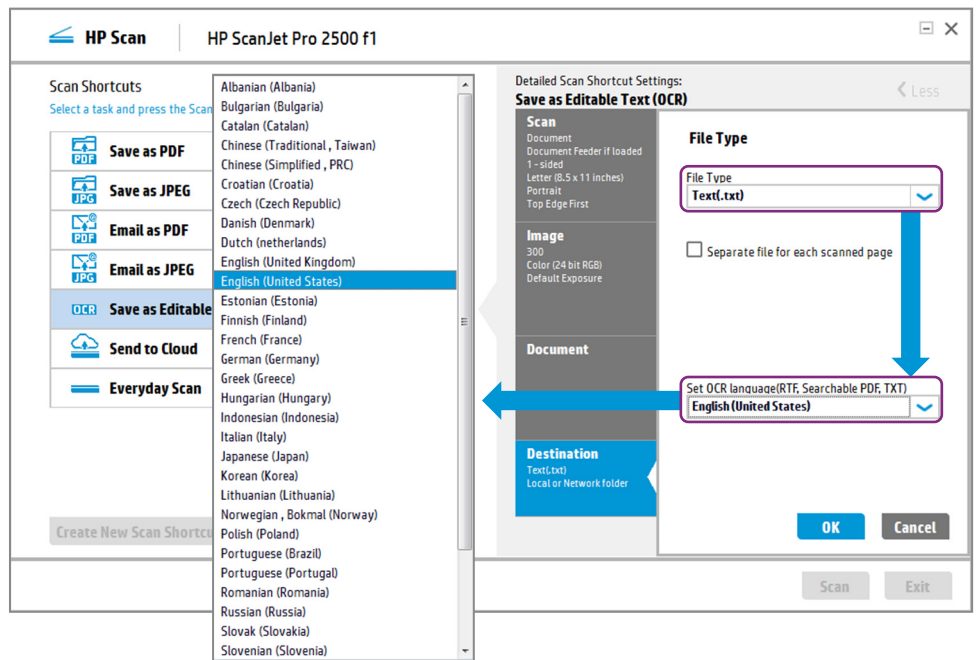 HP Scan
HP ScanJet Pro 2500 f1
Scan Shortcuts
Select a task and press the Scan
PDF
Save as PDF
JPG
Save as JPEG
PDF
Email as PDF
JPG
Email as JPEG
OCR
Save as Editable
Send to Cloud
Everyday Scan
Create New Scan Shortcu
Albanian (Albania)
Bulgarian (Bulgaria)
Catalan (Catalan)
Chinese (Traditional , Taiwan)
Chinese (Simplified , PRC)
Croatian (Croatia)
Czech (Czech Republic)
Danish (Denmark)
Dutch (netherlands)
English (United Kingdom)
English (United States)
Estonian (Estonia)
Finnish (Finland)
French (France)
German (Germany)
Greek (Greece)
Hungarian (Hungary)
Indonesian (Indonesia)
Italian (Italy)
Japanese (Japan)
Korean (Korea)
Lithuanian (Lithuania)
Norwegian , Bokmal (Norway)
Polish (Poland)
Portuguese (Brazil)
Portuguese (Portugal)
Romanian (Romania)
Russian (Russia)
Slovak (Slovakia)
Slovenian (Slovenia)
Detailed Scan Shortcut Settings:
Save as Editable Text (OCR)
Less
Scan
Document
Document Feeder if loaded
1 - sided
Letter (8.5 x 11 inches)
Portrait
Top Edge First
Image
300
Color (24 bit RGB)
Default Exposure
Document
Destination
Text(.txt)
Local or Network folder
File Type
File Type
Text(.txt)
Separate file for each scanned page
Set OCR language(RTF, Searchable PDF, TXT)
English (United States)
OK
Cancel
Scan
Exit